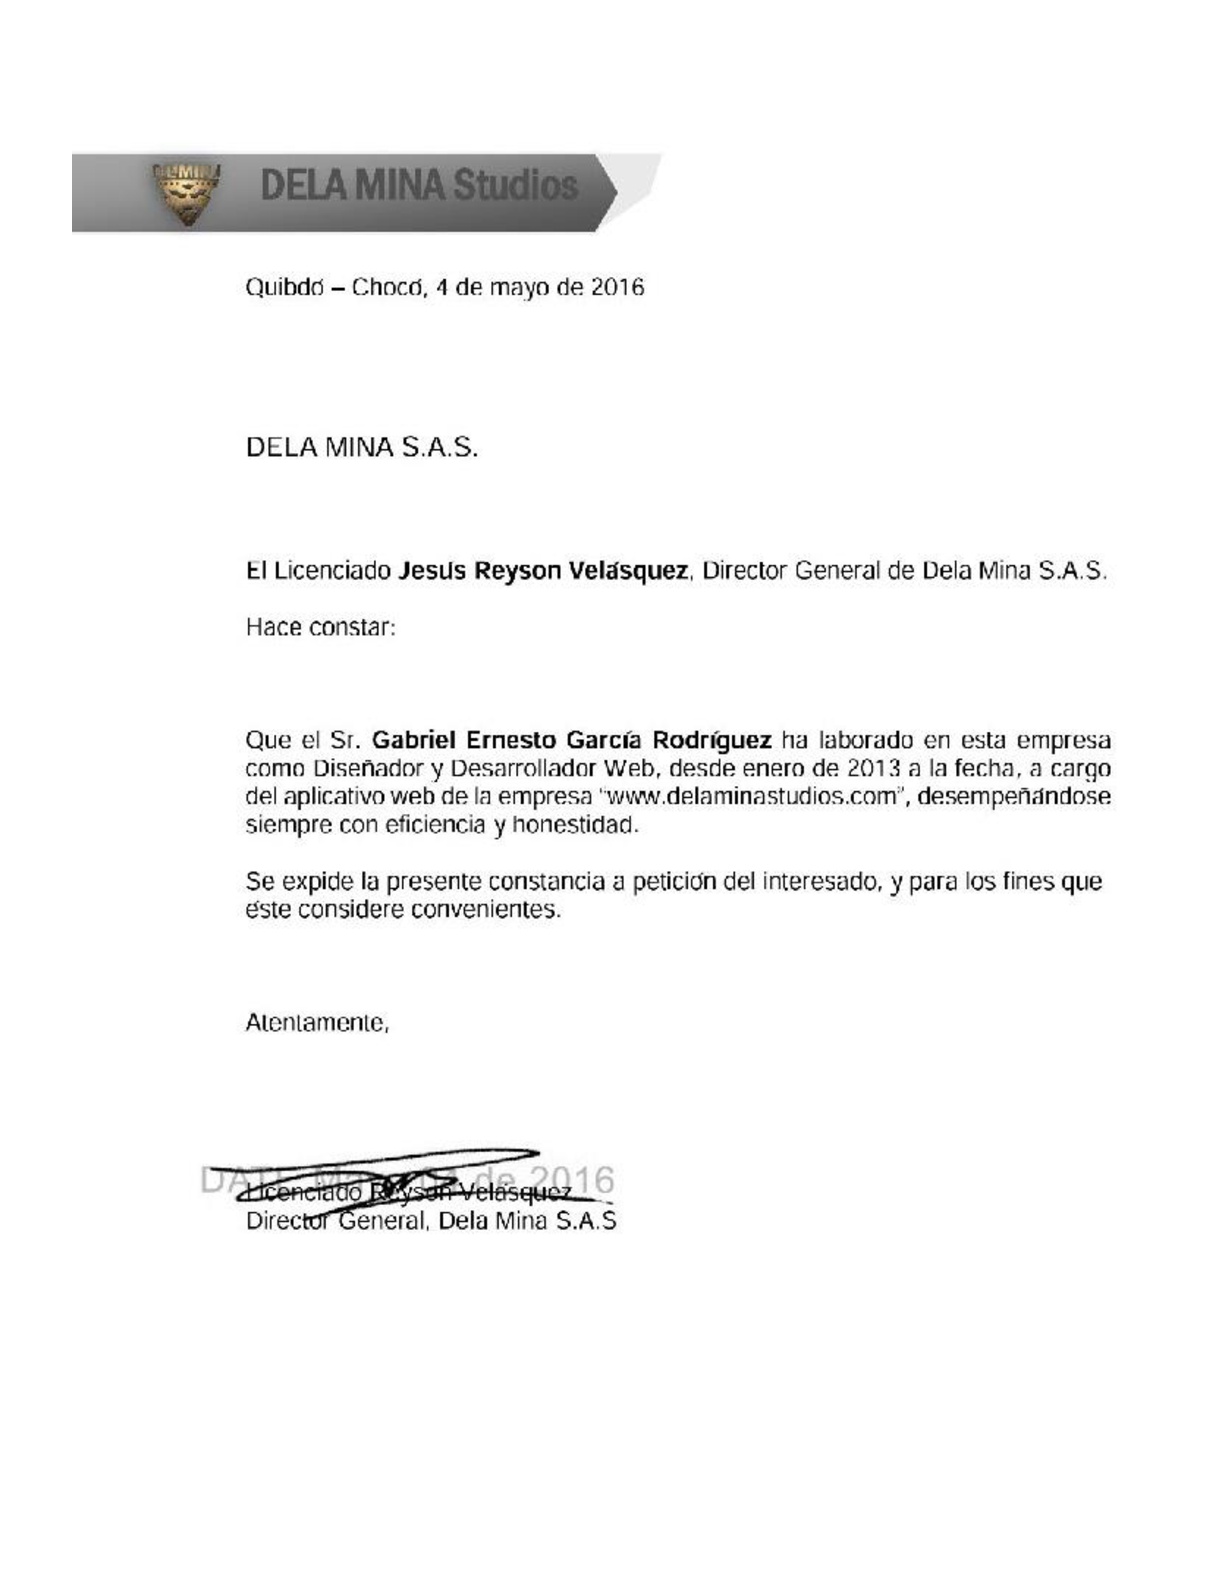 DELA MINA Studios
Quibdó – Chocó, 4 de mayo de 2016
DELA MINA S.A.S.
El Licenciado Jesús Reyson Velásquez, Director General de Dela Mina S.A.S.
Hace constar:
Que el Sr. Gabriel Ernesto García Rodríguez ha laborado en esta empresa
como Diseñador y Desarrollador Web, desde enero de 2013 a la fecha, a cargo
del aplicativo web de la empresa “www.delaminastudios.com”, desempeñándose
siempre con eficiencia y honestidad.
Se expide la presente constancia a petición del interesado, y para los fines que
éste considere convenientes.
Atentamente,
de 2016
Licenciado Reyson Velásquez
Director General, Dela Mina S.A.S